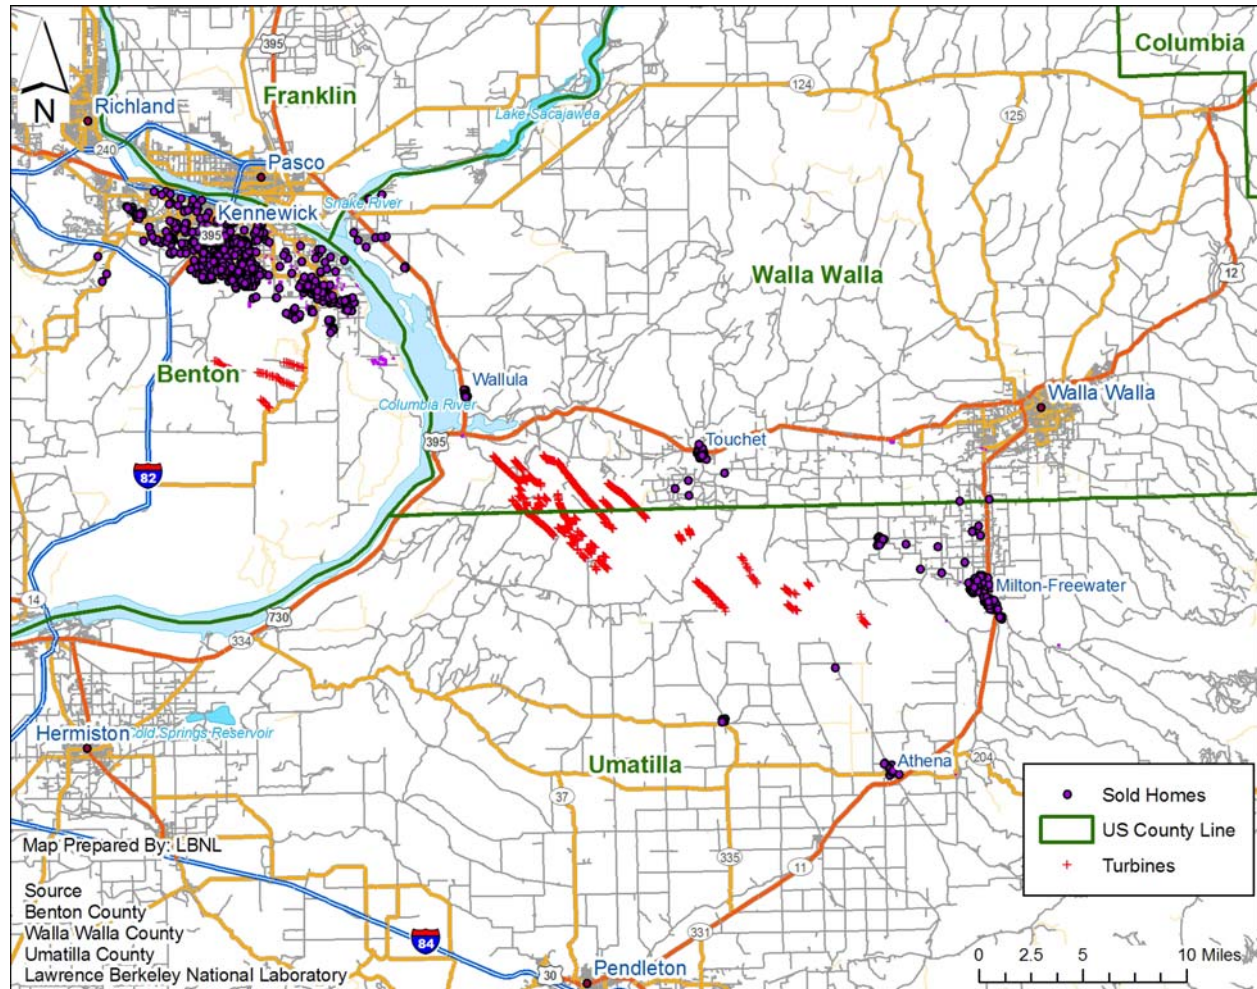 Columbia
395
Franklin
124
Richland
Lake Sacajawea
125
240
Pasco
Snake River
Kennewick
395
Walla Walla
12
Benton
Wallula
Walla Walla
Columbia River
395
Touchet
82
Milton-Freewater
14
730
334
Hermiston
old Springs Reservoir
Umatilla
Athena
204
37
335
11
331
84
30
Pendleton
N
Map Prepared By: LBNL
Source
Benton County
Walla Walla County
Umatilla County
Lawrence Berkeley National Laboratory
Sold Homes
US County Line
Turbines
0 2.5 5 10 Miles